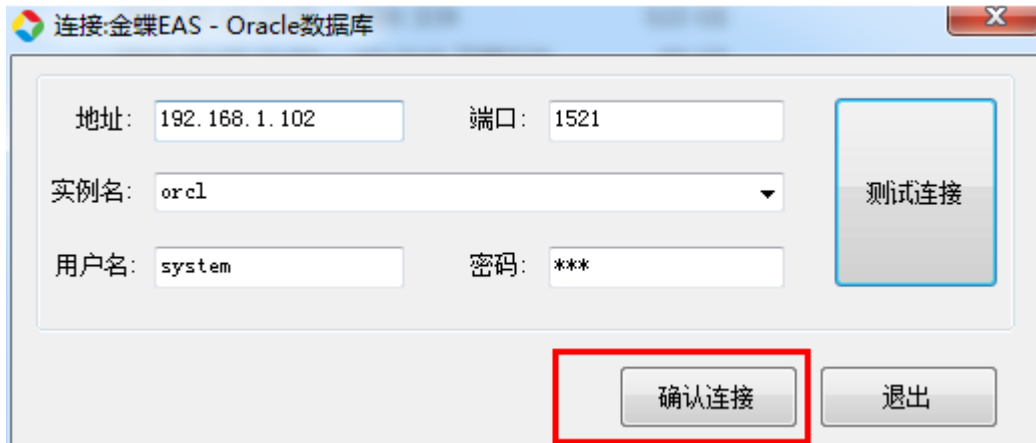 连接:金蝶EAS - Oracle数据库
地址: 192.168.1.102 端口: 1521
实例名: orcl
测试连接
用户名: system 密码: ***
确认连接 退出